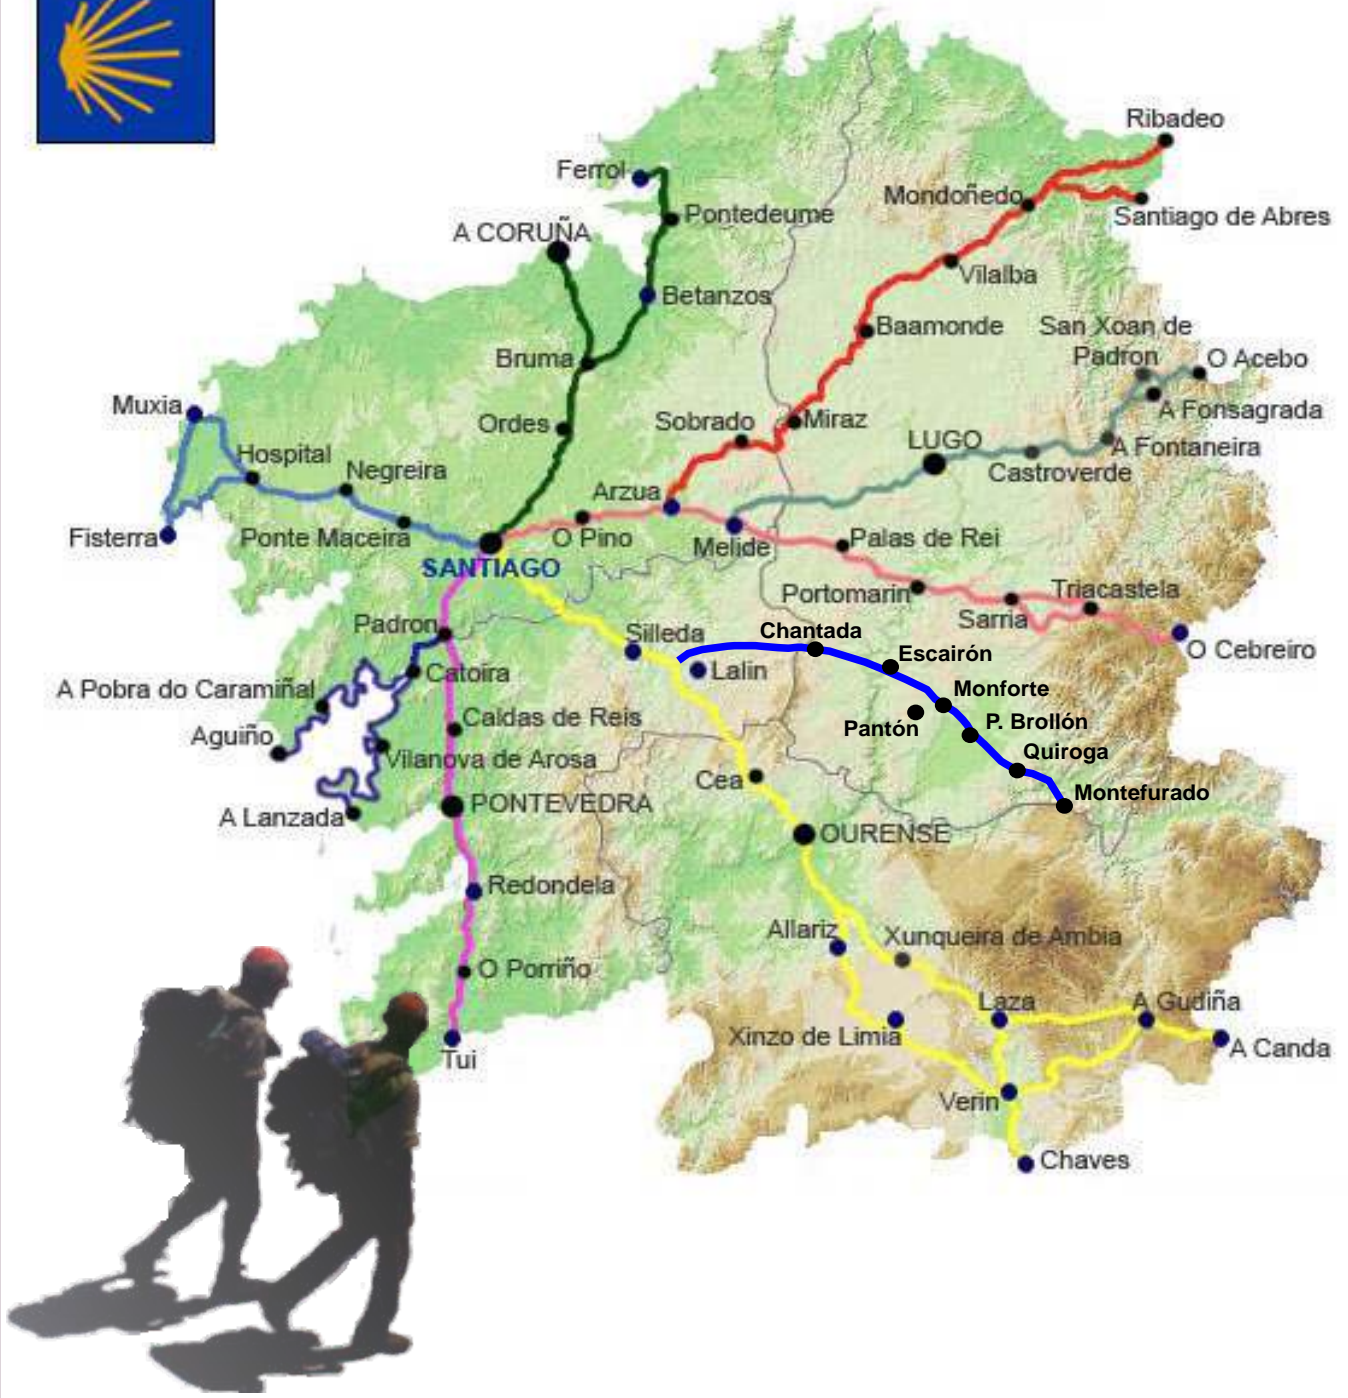 Ribadeo
Ferrol
Mondoñedo
Pontedeume
Santiago de Abres
A CORUÑA
Vilalba
Betanzos
Baamonde
San Xoan de
Padron
O Acebo
Bruma
Muxia
A Fonsagrada
Sobrado
Miraz
Ordes
LUGO
A Fontaneira
Hospital
Negreira
Castroverde
Arzua
Fisterra
Ponte Maceira
O Pino
Melide
Palas de Rei
SANTIAGO
Portomarin
Triacastela
Sarria
Padron
Silleda
Chantada
Escairón
O Cebreiro
Catoira
Lalin
A Pobra do Caramiñal
Monforte
Caldas de Reis
Pantón
P. Brollón
Aguiño
Vilanova de Arosa
Quiroga
Cea
Montefurado
A Lanzada
PONTEVEDRA
OURENSE
Redondela
Allariz
Xunqueira de Ambia
O Porriño
Laza
A Gudiña
Xinzo de Limia
Tui
A Canda
Verin
Chaves